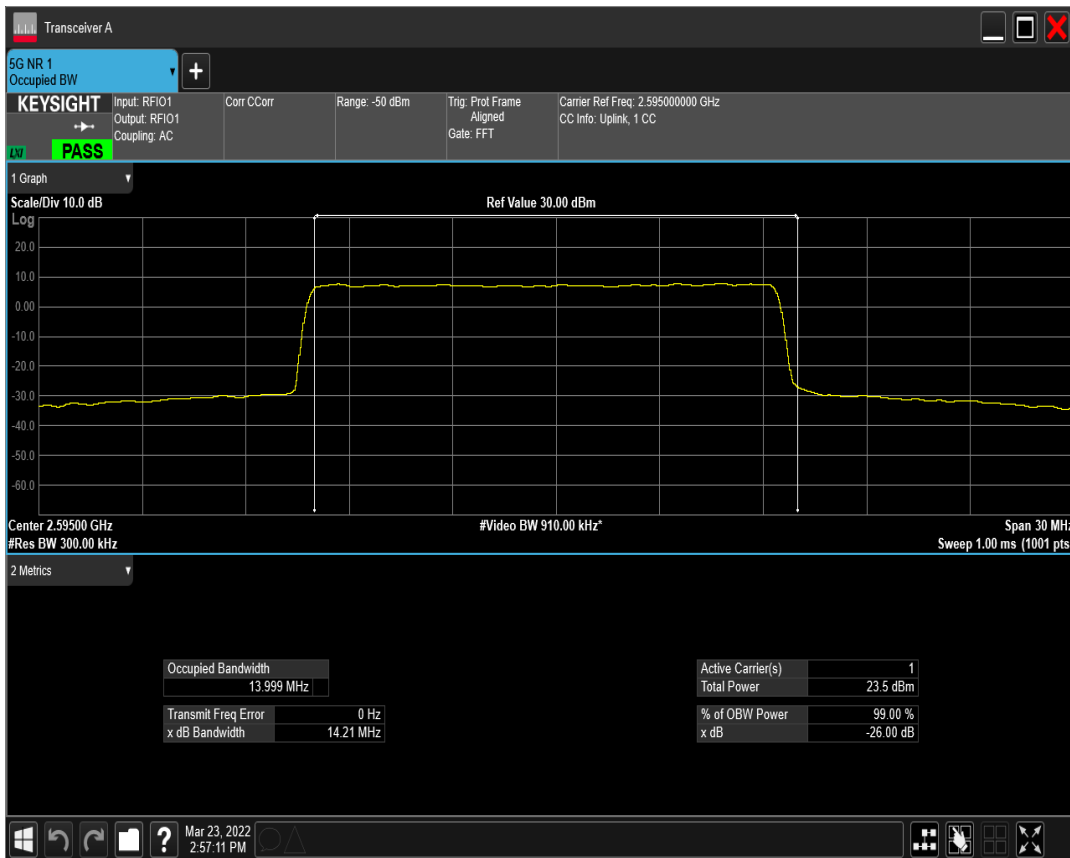 Transceiver A
5G NR 1
Occupied BW
+
KEYSIGHT
LXI
PASS
Input: RFIO1
Output: RFIO1
Coupling: AC
Corr CCorr
Range: -50 dBm
Trig: Prot Frame
Aligned
Gate: FFT
Carrier Ref Freq: 2.595000000 GHz
CC Info: Uplink, 1 CC
1 Graph
Scale/Div 10.0 dB
Ref Value 30.00 dBm
Log
20.0
10.0
0.00
-10.0
-20.0
-30.0
-40.0
-50.0
-60.0
Center 2.59500 GHz
#Video BW 910.00 kHz*
Span 30 MHz
#Res BW 300.00 kHz
Sweep 1.00 ms (1001 pts
2 Metrics
Occupied Bandwidth
13.999 MHz
Transmit Freq Error 0 Hz
x dB Bandwidth 14.21 MHz
Active Carrier(s) 1
Total Power 23.5 dBm
% of OBW Power 99.00 %
x dB -26.00 dB
?
Mar 23, 2022
2:57:11 PM